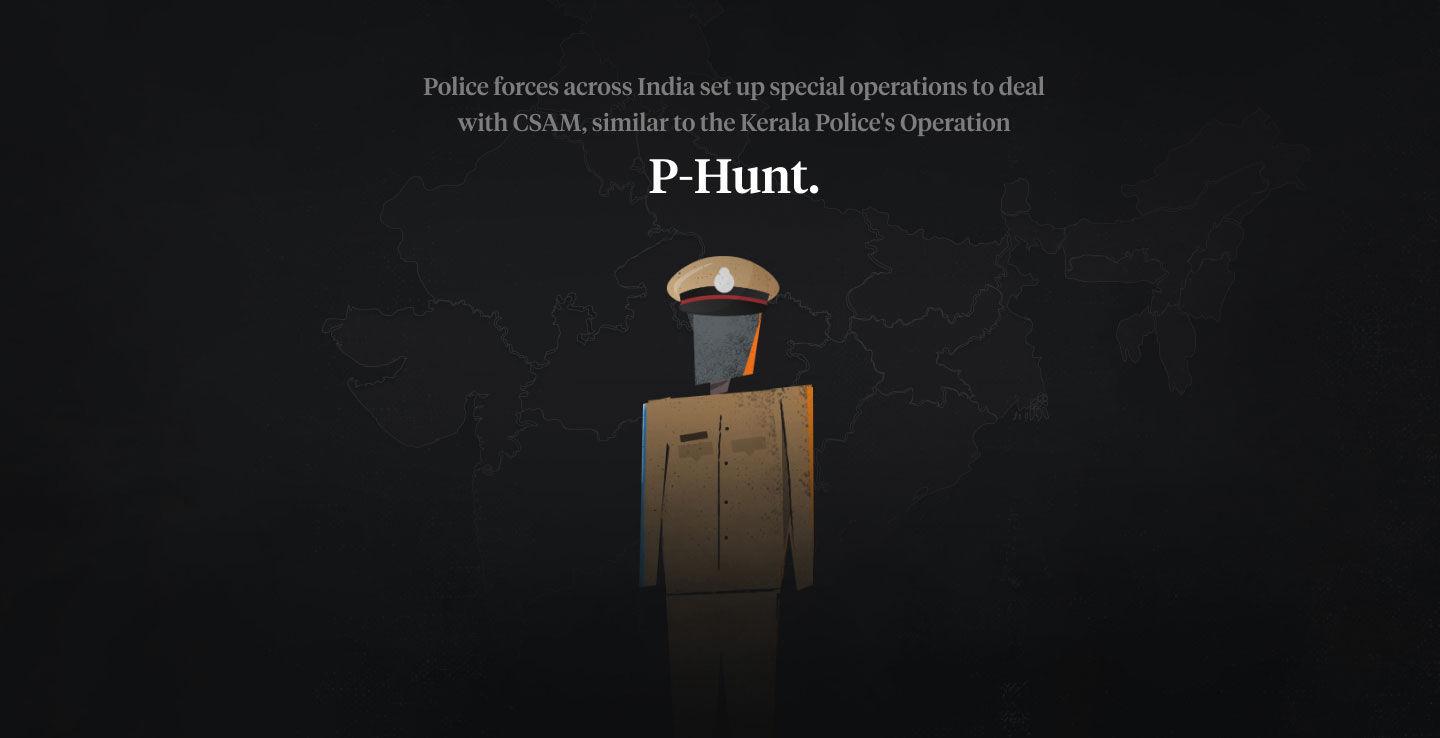 Police forces across India set up special operations to deal
with CSAM, similar to the Kerala Police's Operation
P-Hunt.